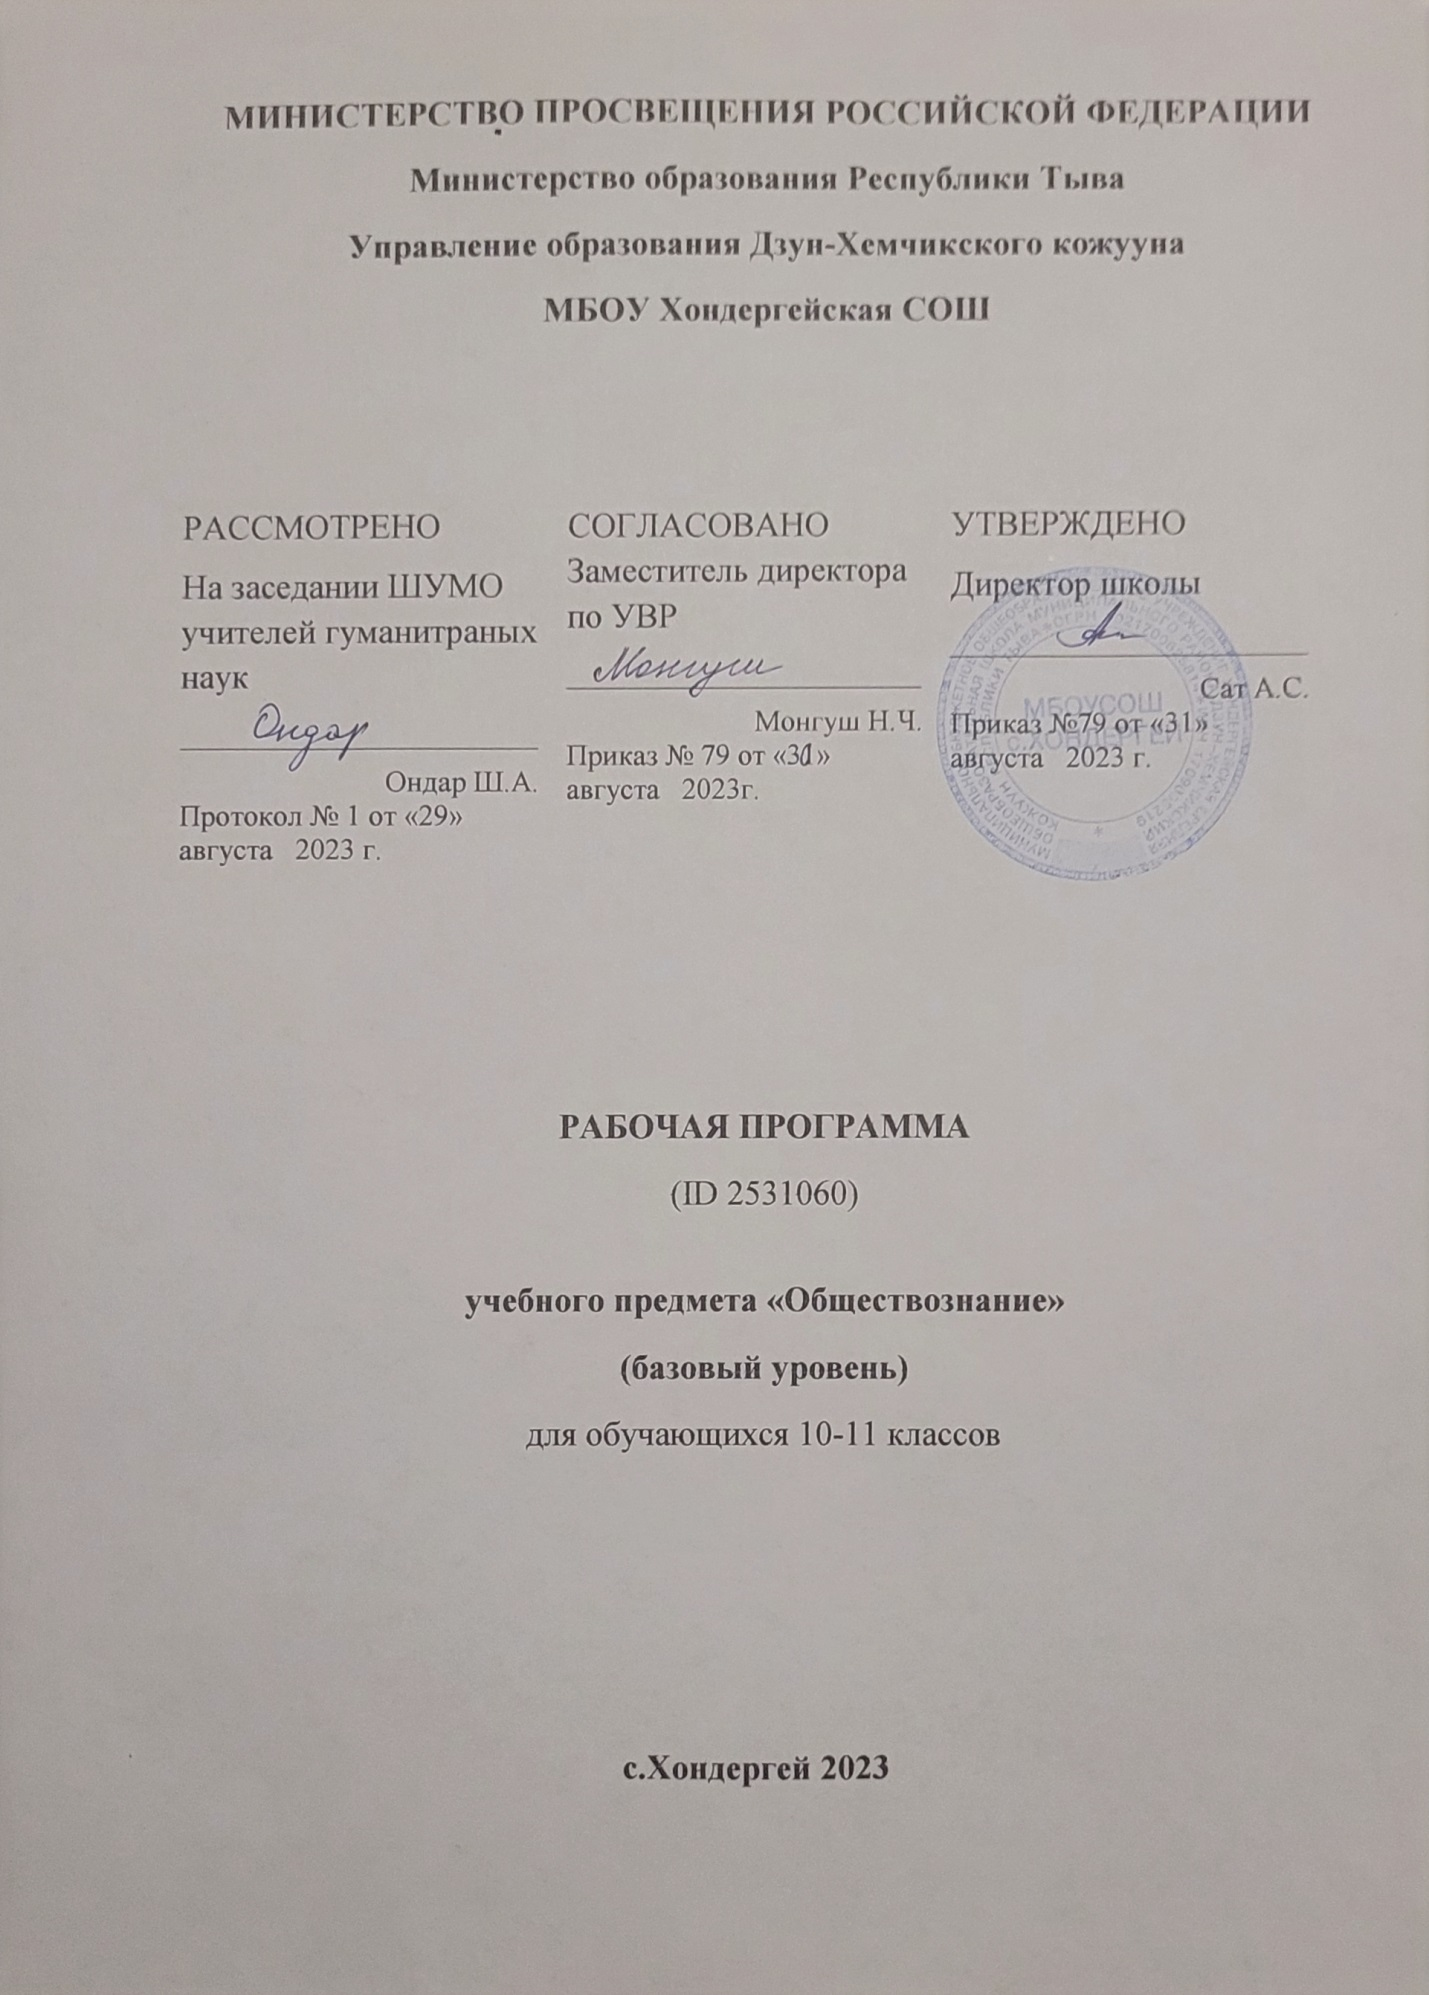 МИНИСТЕРСТВО ПРОСВЕЩЕНИЯ РОССИЙСКОЙ ФЕДЕРАЦИИ
Министерство образования Республики Тыва
Управление образования Дзун-Хемчикского кожууна
МБОУ Хондергейская СОШ
РАССМОТРЕНО
На заседании ШУМО
учителей гуманитраных
наук
Ондар
Ондар Ш.А.
Протокол № 1 от «29»
августа 2023 г.
СОГЛАСОВАНО
Заместитель директора
по УВР
Монгуш
Монгуш Н.Ч.
Приказ № 79 от «31»
августа 2023г.
УТВЕРЖДЕНО
Директор школы
Сат А.С.
Приказ №79 от «31»
августа 2023 г.
МБОУСОШ
с.ХОНДЕРГЕЙ
РАБОЧАЯ ПРОГРАММА
(ID 2531060)
учебного предмета «Обществознание»
(базовый уровень)
для обучающихся 10-11 классов
с.Хондергей 2023